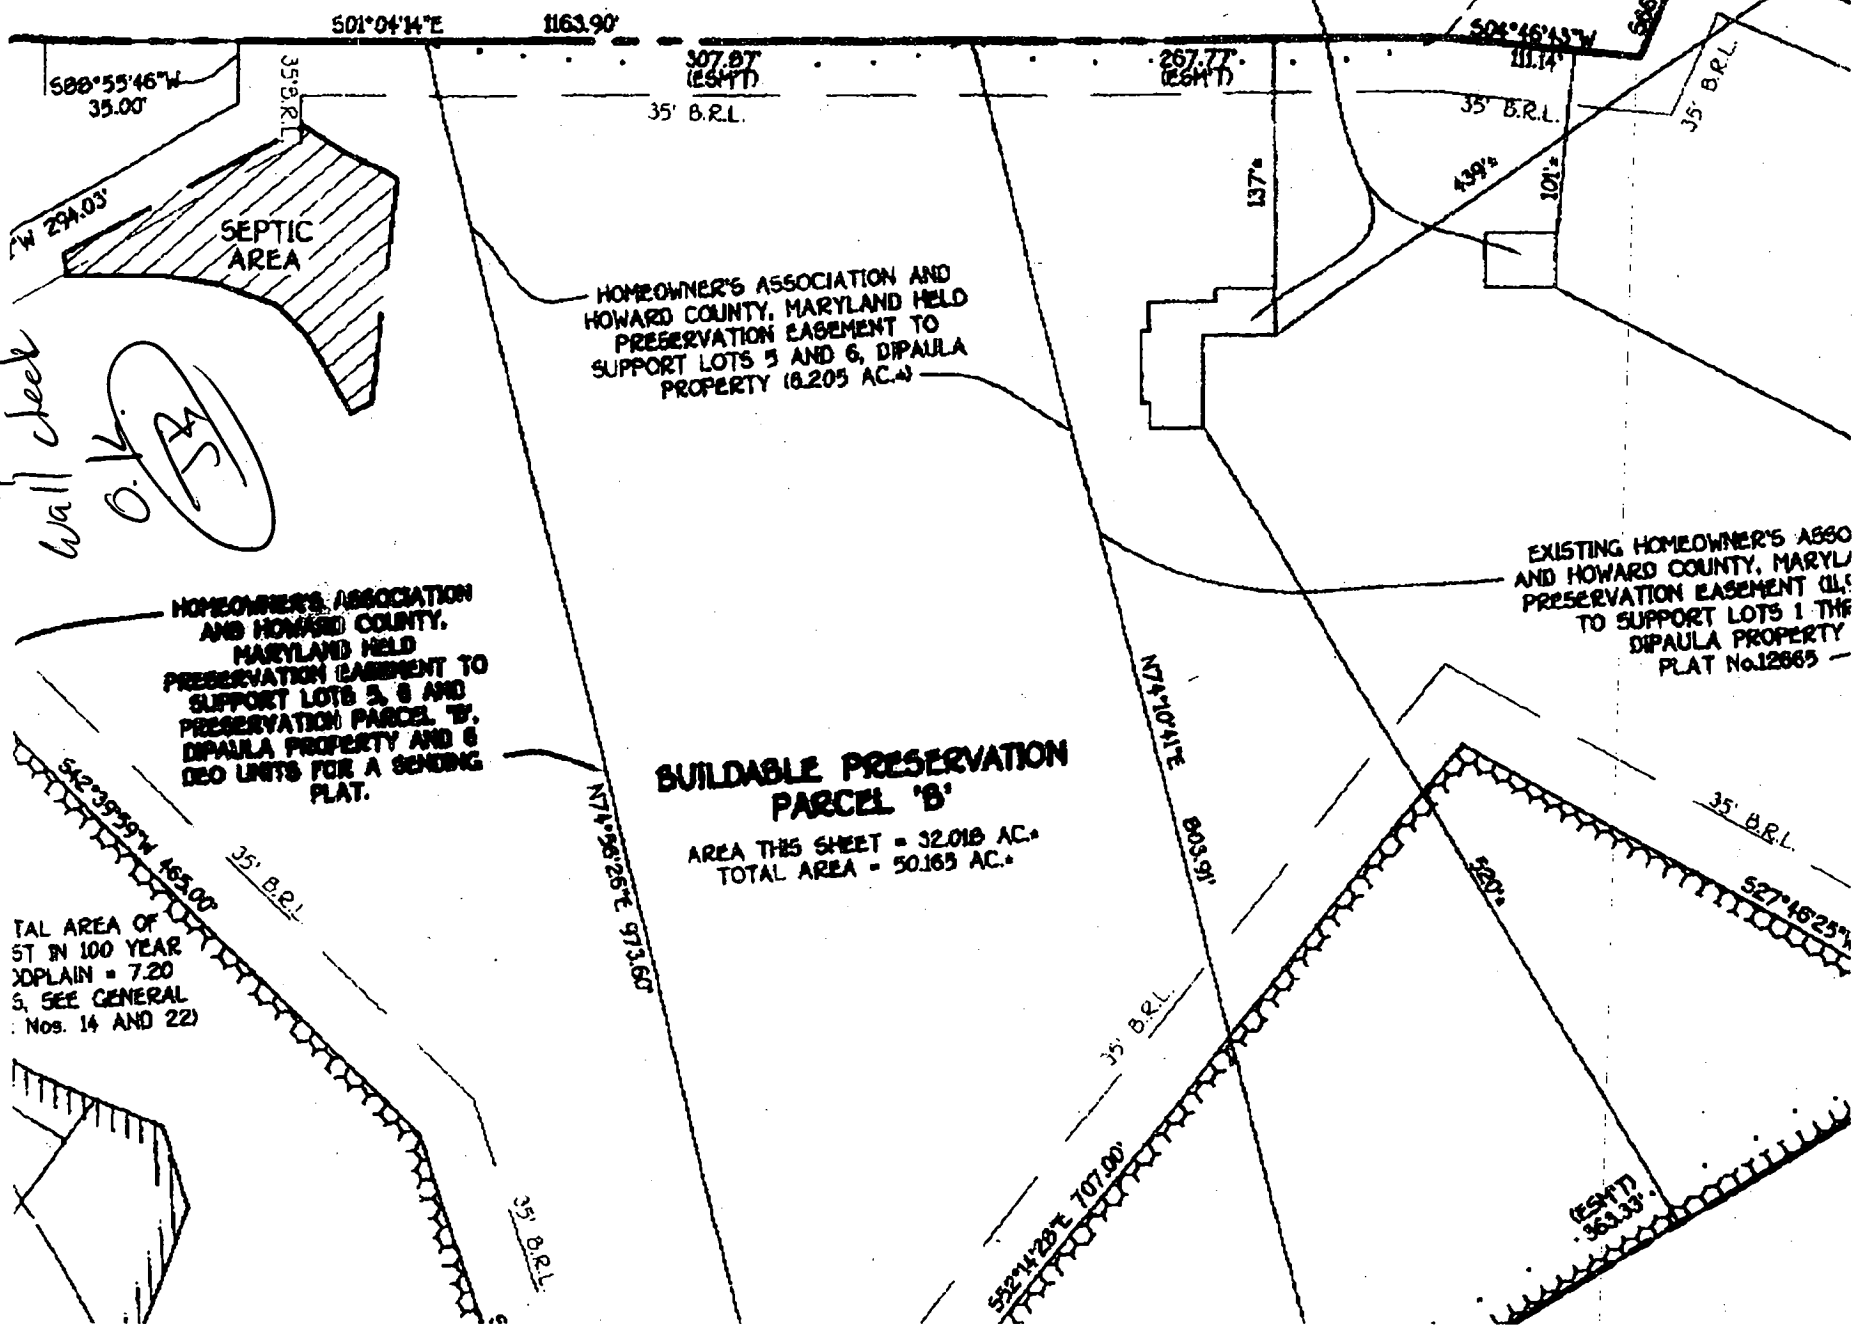 S01°04'14"E 1163.90'
307.87'
(ESM'T)
267.77'
(ESM'T)
S04°46'43"W
111.14'
S88°55'46"W
35.00'
35' B.R.L.
35' B.R.L.
35' B.R.L.
35' B.R.L.
"W 294.03'
SEPTIC
AREA
137'±
439'±
101'±
HOMEOWNER'S ASSOCIATION AND
HOWARD COUNTY, MARYLAND HELD
PRESERVATION EASEMENT TO
SUPPORT LOTS 5 AND 6, DIPAULA
PROPERTY (8.205 AC.±)
Wall check
O.K.
EXISTING HOMEOWNER'S ASSO
AND HOWARD COUNTY, MARYLA
PRESERVATION EASEMENT
TO SUPPORT LOTS 1 THR
DIPAULA PROPERTY
PLAT No.12665
HOMEOWNER'S ASSOCIATION
AND HOWARD COUNTY,
MARYLAND HELD
PRESERVATION EASEMENT TO
SUPPORT LOTS 5, 6 AND
PRESERVATION PARCEL 'B',
DIPAULA PROPERTY AND 6
DEO UNITS FOR A SENDING
PLAT.
BUILDABLE PRESERVATION
PARCEL 'B'
AREA THIS SHEET = 32.018 AC.±
TOTAL AREA = 50.165 AC.±
N74°10'41"E 803.91'
N74°56'26"E 973.60'
S42°39'59"W 465.00'
35' B.R.L.
35' B.R.L.
S27°46'25"W
520'±
TAL AREA OF
ST IN 100 YEAR
ODPLAIN = 7.20
S, SEE GENERAL
Nos. 14 AND 22)
35' B.R.L.
35' B.R.L.
S52°14'28"E 707.00'
(ESM'T)
363.33'